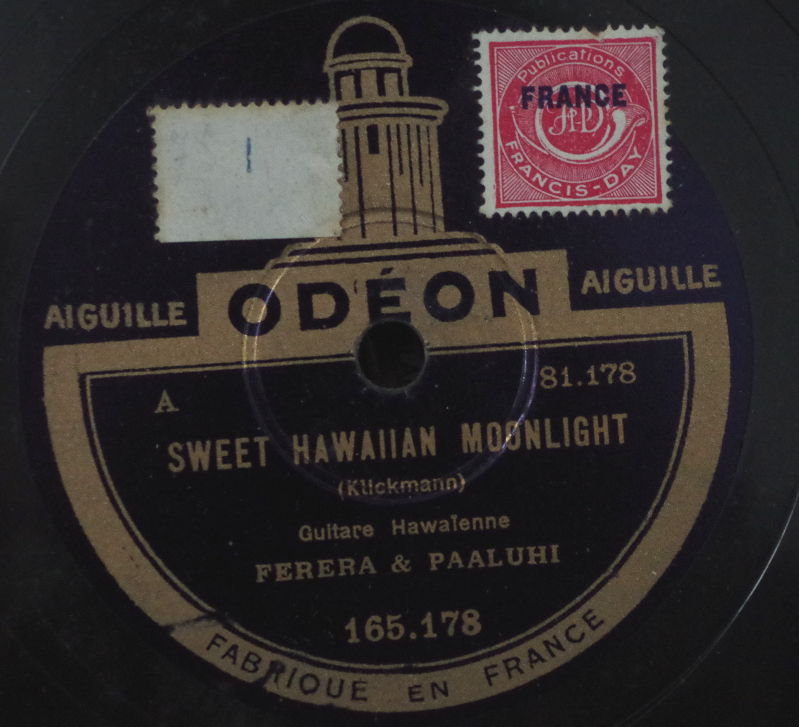 Publications
FRANCE
FD
FRANCIS-DAY
AIGUILLE
ODÉON
AIGUILLE
A
81.178
SWEET HAWAIIAN MOONLIGHT
(Klickmann)
Guitare Hawaïenne
FERERA & PAALUHI
165.178
FABRIQUE EN FRANCE